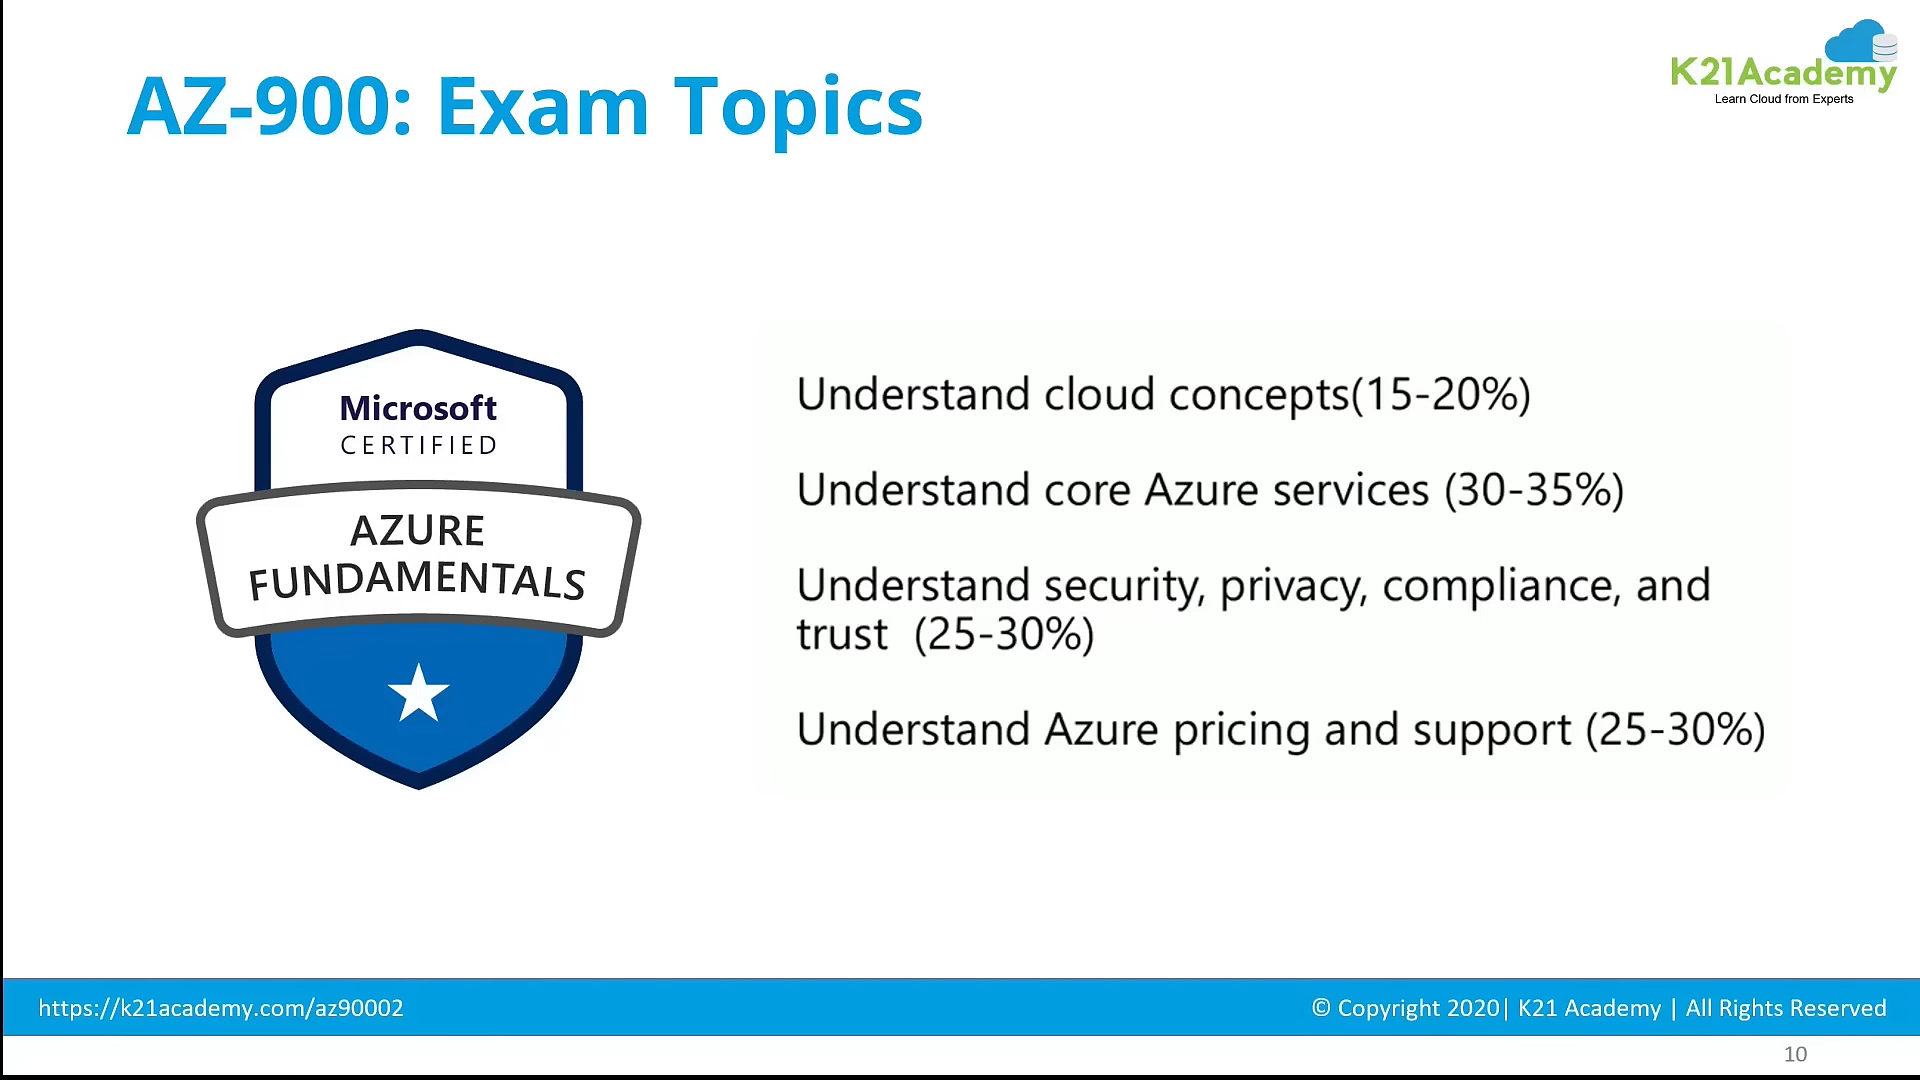 AZ-900: Exam Topics
K21Academy
Learn Cloud from Experts
Microsoft
CERTIFIED
AZURE
FUNDAMENTALS
Understand cloud concepts(15-20%)
Understand core Azure services (30-35%)
Understand security, privacy, compliance, and
trust  (25-30%)
Understand Azure pricing and support (25-30%)
https://k21academy.com/az90002
© Copyright 2020| K21 Academy | All Rights Reserved
10